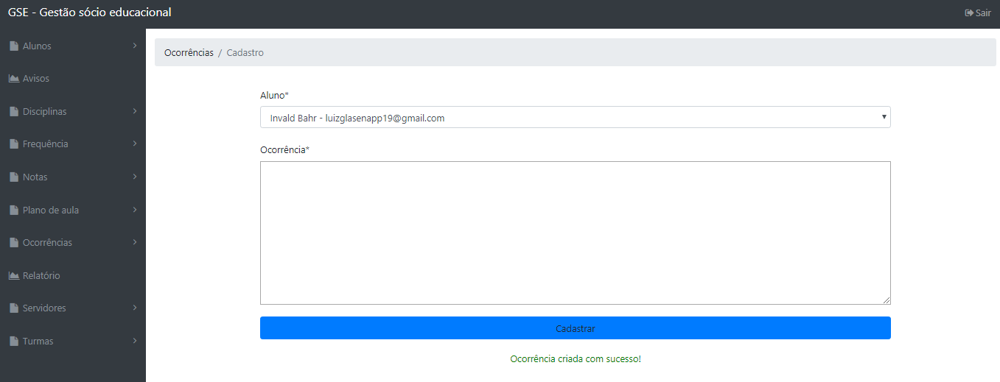 GSE - Gestão sócio educacional
Sair
Alunos
Avisos
Disciplinas
Frequência
Notas
Plano de aula
Ocorrências
Relatório
Servidores
Turmas
Ocorrências / Cadastro
Aluno*
Invald Bahr - luizglasenapp19@gmail.com
Ocorrência*
Cadastrar
Ocorrência criada com sucesso!